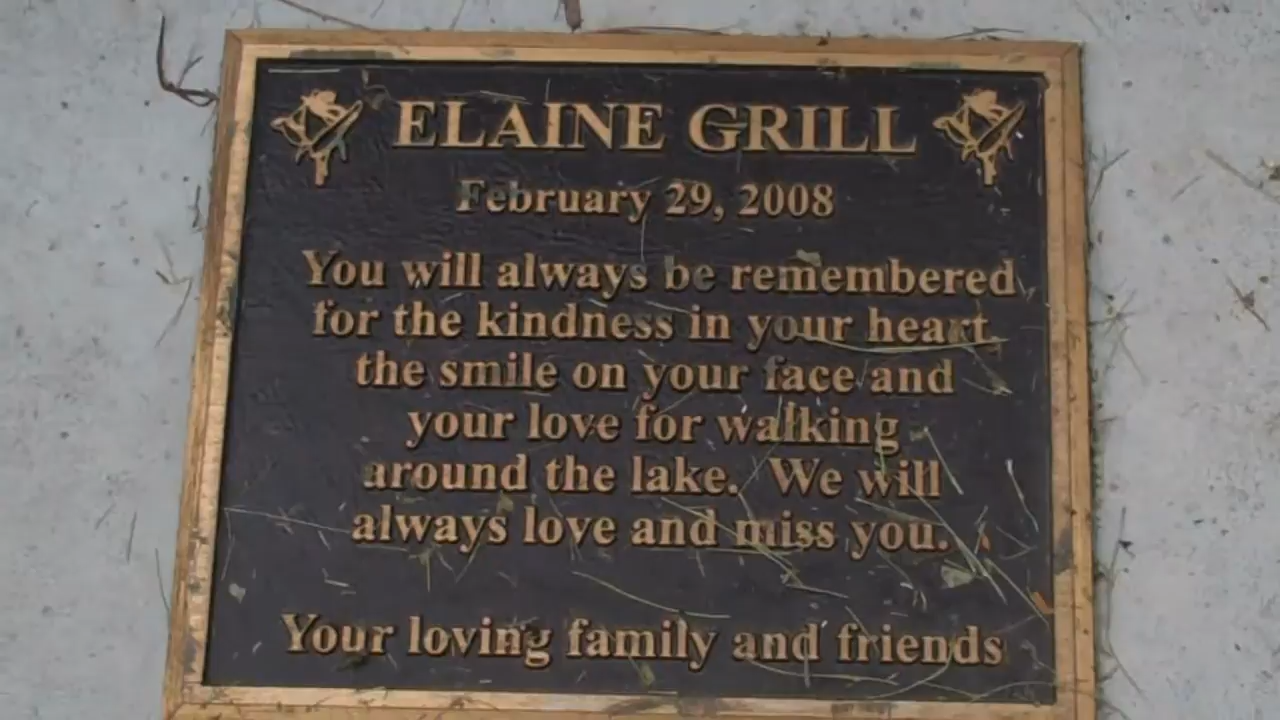 ELAINE GRILL
February 29, 2008
You will always be remembered
for the kindness in your heart,
the smile on your face and
your love for walking
around the lake. We will
always love and miss you.
Your loving family and friends